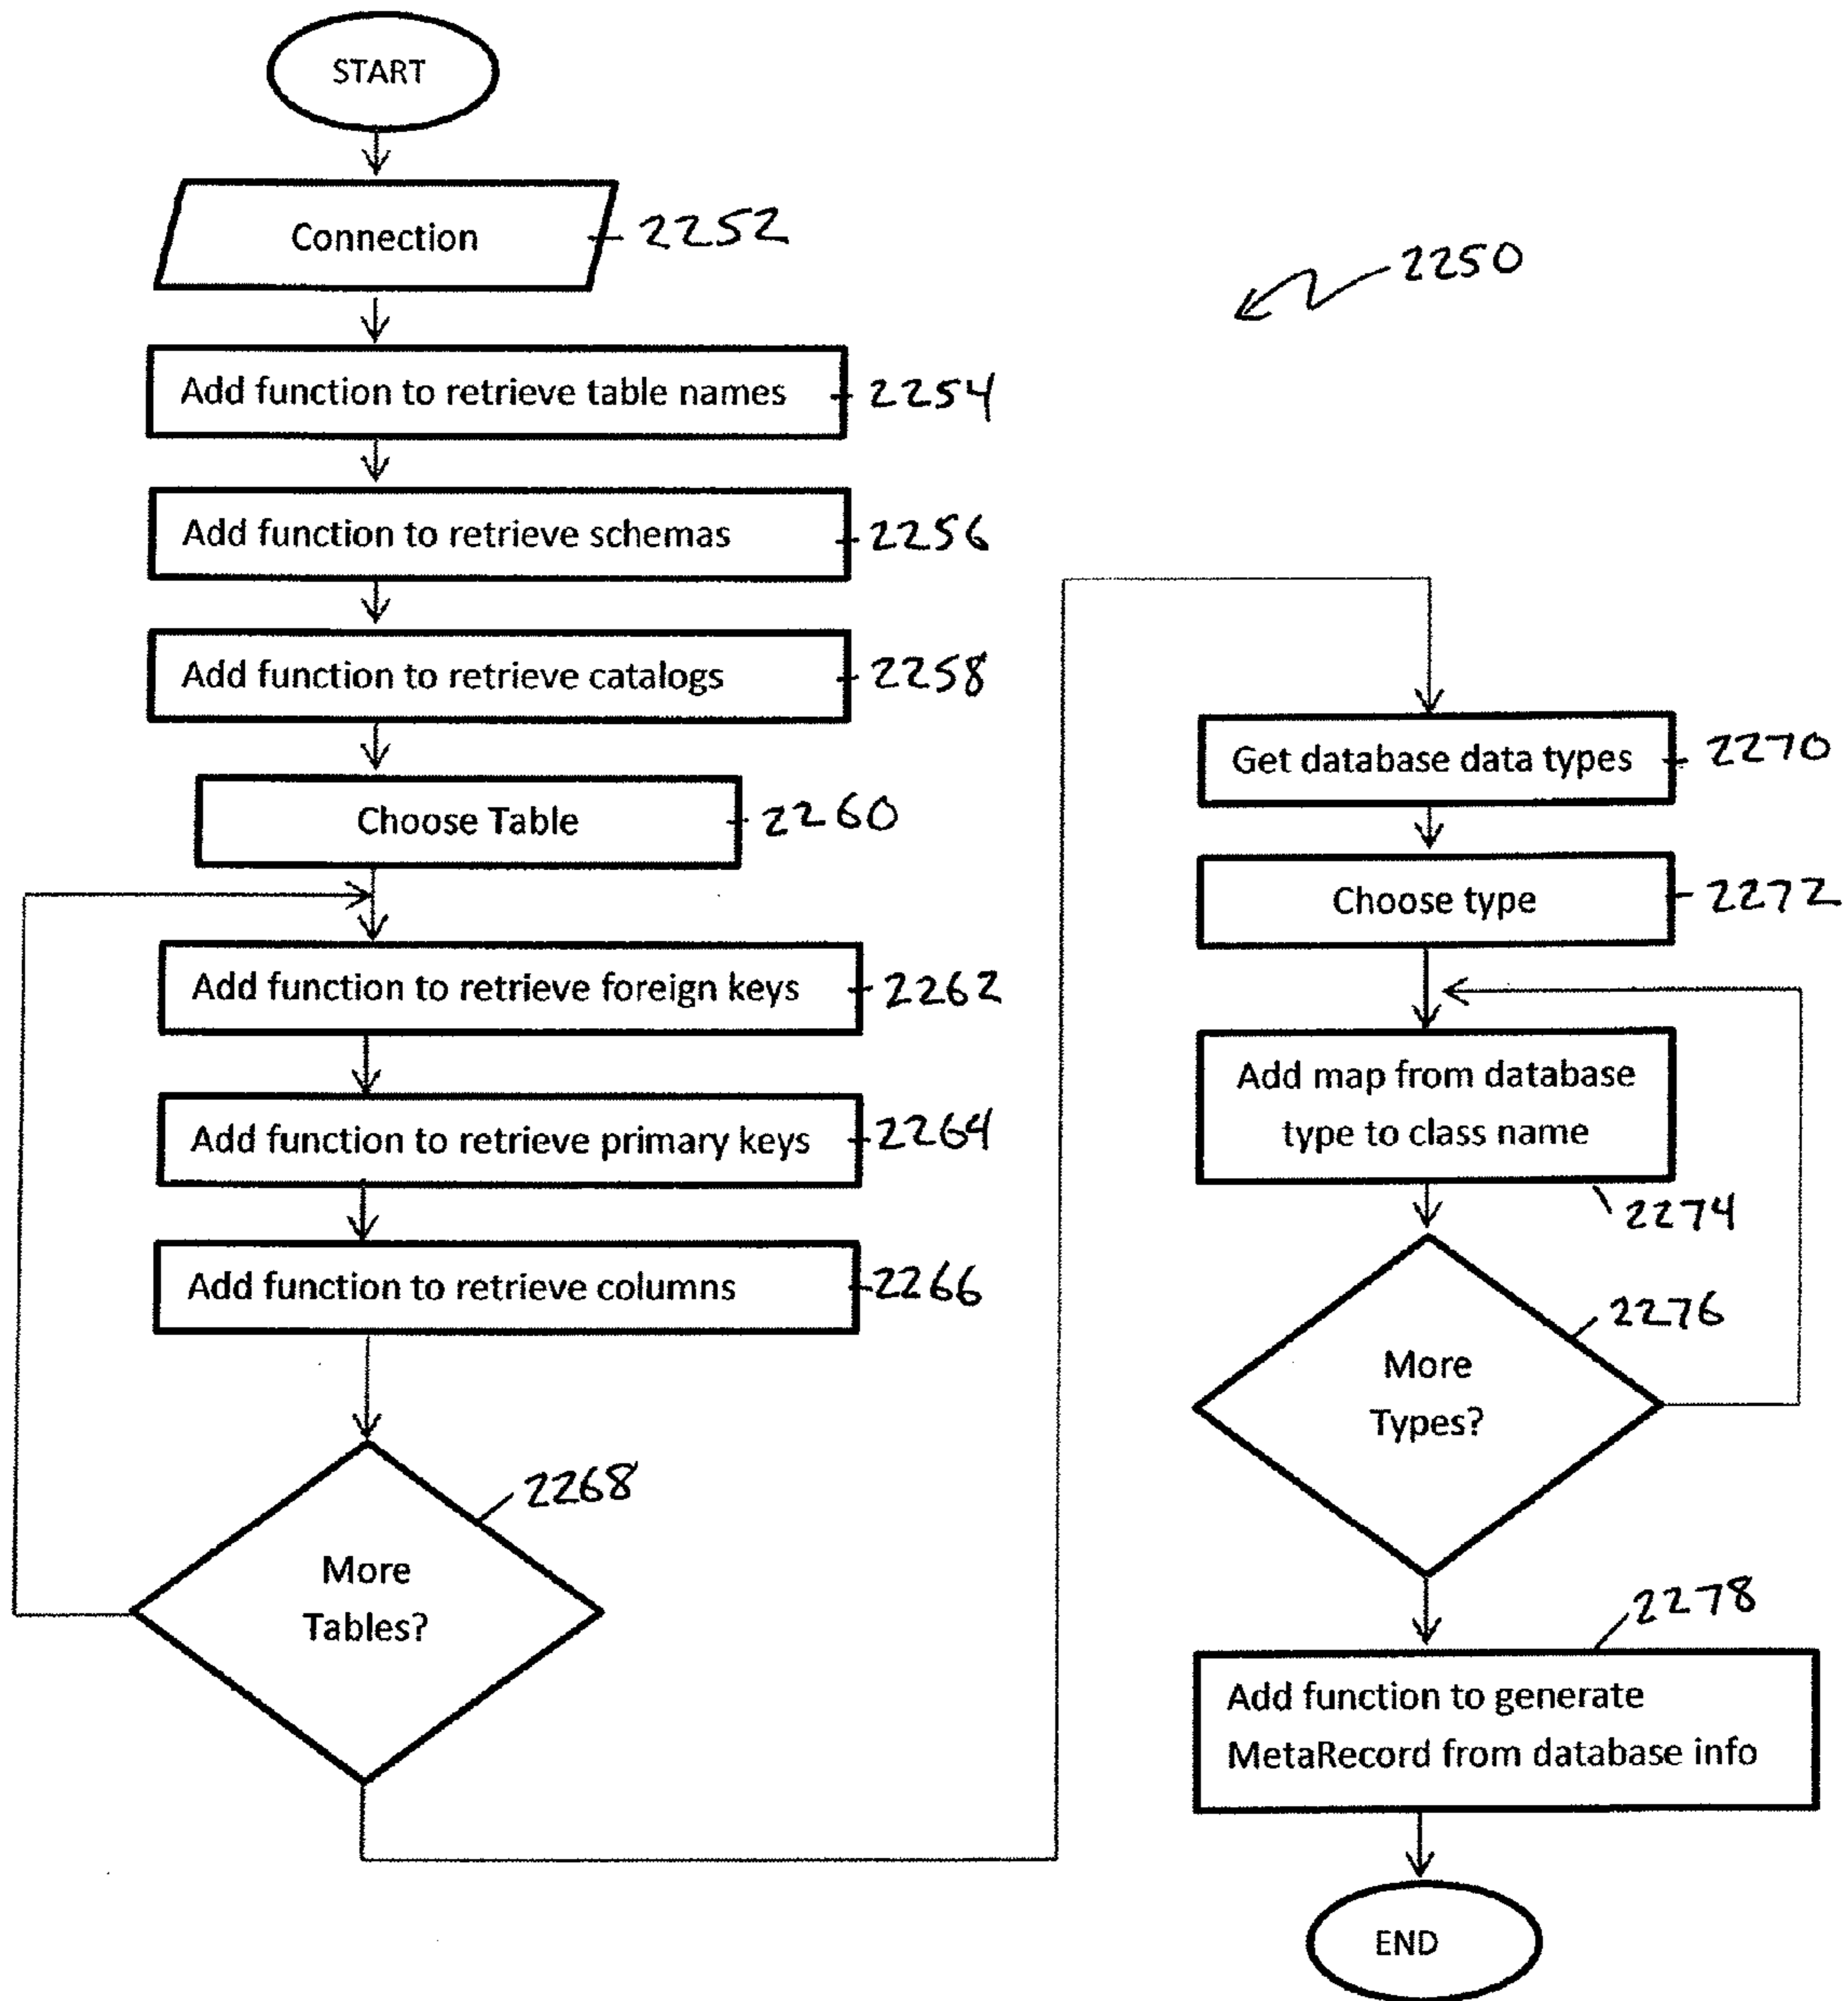 START
Connection
2252
2250
Add function to retrieve table names
2254
Add function to retrieve schemas
2256
Add function to retrieve catalogs
2258
Choose Table
2260
Add function to retrieve foreign keys
2262
Add function to retrieve primary keys
2264
Add function to retrieve columns
2266
More
Tables?
2268
Get database data types
2270
Choose type
2272
Add map from database
type to class name
2274
More
Types?
2276
2278
Add function to generate
MetaRecord from database info
END